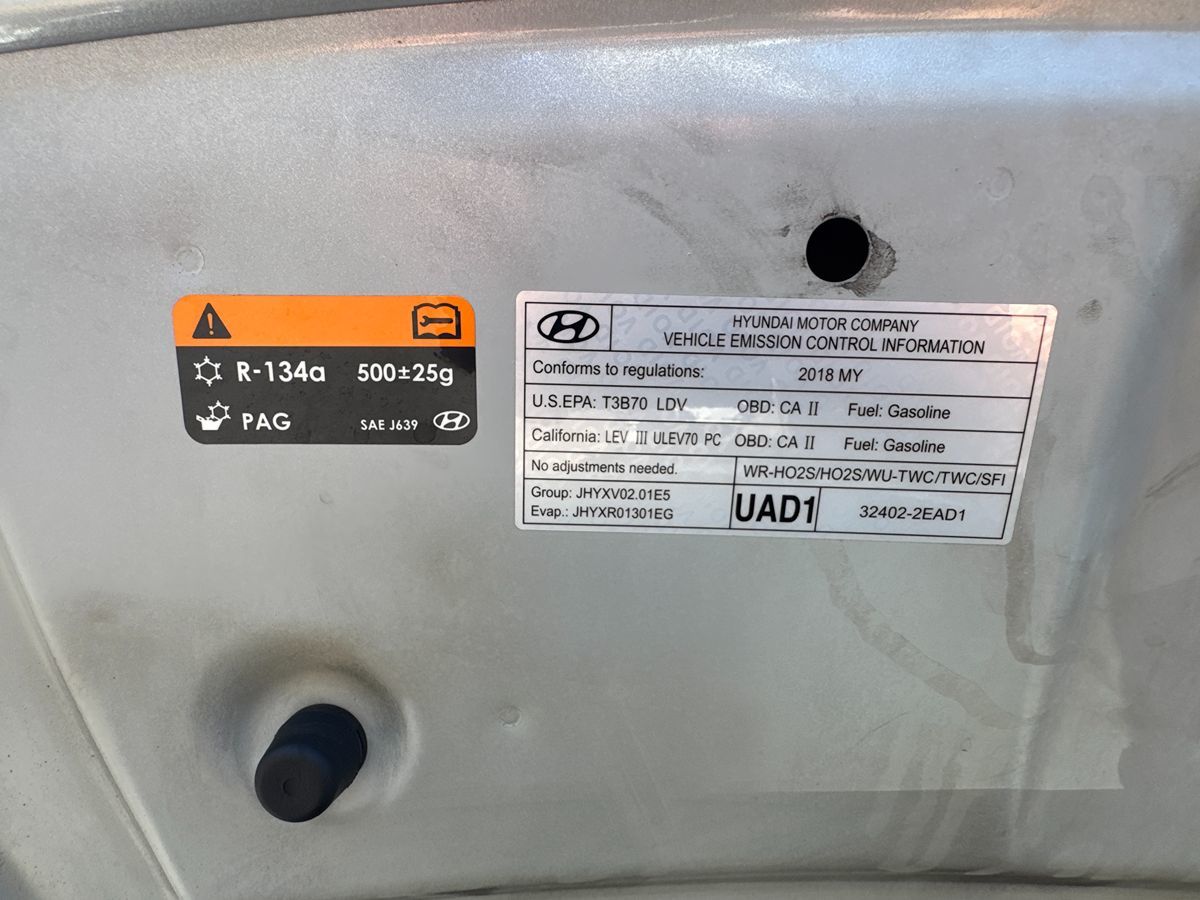 R-134a 500±25g
PAG SAE J639
HYUNDAI MOTOR COMPANY
VEHICLE EMISSION CONTROL INFORMATION
Conforms to regulations: 2018 MY
U.S.EPA: T3B70 LDV OBD: CA II Fuel: Gasoline
California: LEV III ULEV70 PC OBD: CA II Fuel: Gasoline
No adjustments needed. WR-HO2S/HO2S/WU-TWC/TWC/SFI
Group: JHYXV02.01E5
Evap.: JHYXR01301EG
UAD1 32402-2EAD1